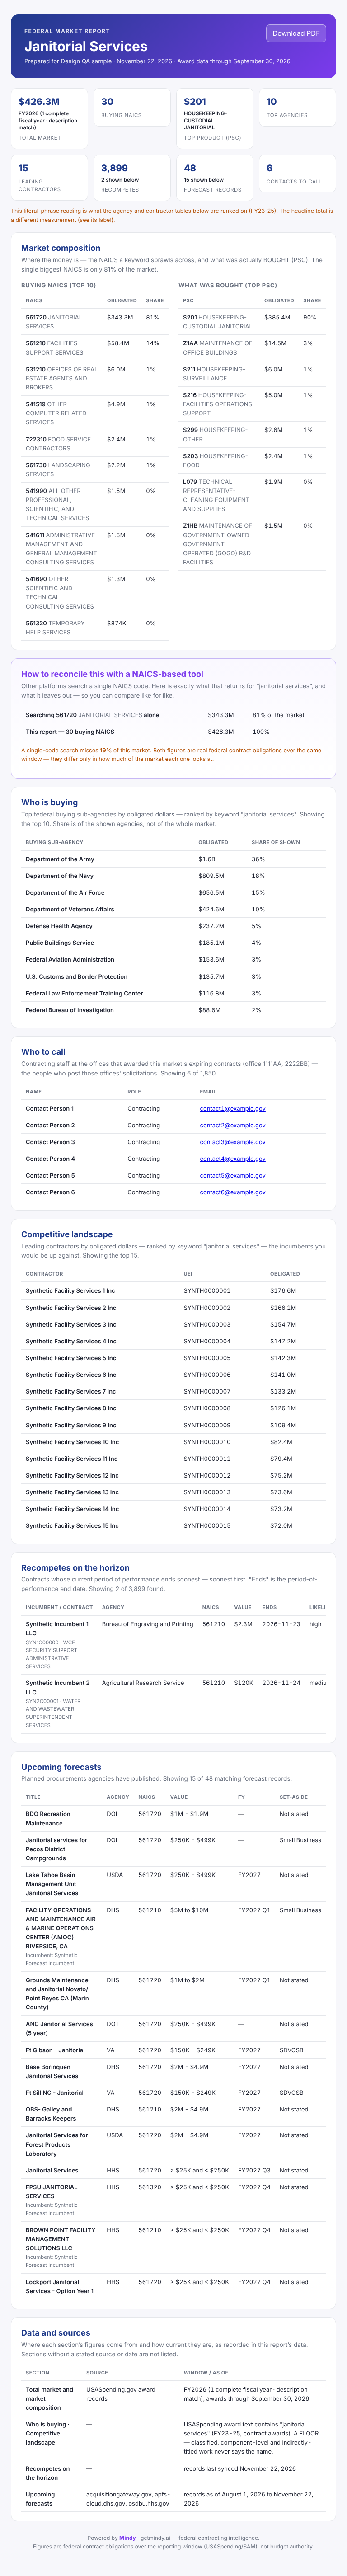 FEDERAL MARKET REPORT
Janitorial Services
Prepared for Design QA sample · November 22, 2026 · Award data through September 30, 2026
Download PDF
$426.3M
FY2026 (1 complete
fiscal year · description
match)
TOTAL MARKET
30
BUYING NAICS
S201
HOUSEKEEPING-
CUSTODIAL
JANITORIAL
TOP PRODUCT (PSC)
10
TOP AGENCIES
15
LEADING
CONTRACTORS
3,899
2 shown below
RECOMPETES
48
15 shown below
FORECAST RECORDS
6
CONTACTS TO CALL
This literal-phrase reading is what the agency and contractor tables below are ranked on (FY23-25). The headline total is
a different measurement (see its label).
Market composition
Where the money is — the NAICS a keyword sprawls across, and what was actually BOUGHT (PSC). The
single biggest NAICS is only 81% of the market.
BUYING NAICS (TOP 10)
NAICS OBLIGATED SHARE
561720 JANITORIAL
SERVICES
$343.3M 81%
561210 FACILITIES
SUPPORT SERVICES
$58.4M 14%
531210 OFFICES OF REAL
ESTATE AGENTS AND
BROKERS
$6.0M 1%
541519 OTHER
COMPUTER RELATED
SERVICES
$4.9M 1%
722310 FOOD SERVICE
CONTRACTORS
$2.4M 1%
561730 LANDSCAPING
SERVICES
$2.2M 1%
541990 ALL OTHER
PROFESSIONAL,
SCIENTIFIC, AND
TECHNICAL SERVICES
$1.5M 0%
541611 ADMINISTRATIVE
MANAGEMENT AND
GENERAL MANAGEMENT
CONSULTING SERVICES
$1.5M 0%
541690 OTHER
SCIENTIFIC AND
TECHNICAL
CONSULTING SERVICES
$1.3M 0%
561320 TEMPORARY
HELP SERVICES
$874K 0%
WHAT WAS BOUGHT (TOP PSC)
PSC OBLIGATED SHARE
S201 HOUSEKEEPING-
CUSTODIAL JANITORIAL
$385.4M 90%
Z1AA MAINTENANCE OF
OFFICE BUILDINGS
$14.5M 3%
S211 HOUSEKEEPING-
SURVEILLANCE
$6.0M 1%
S216 HOUSEKEEPING-
FACILITIES OPERATIONS
SUPPORT
$5.0M 1%
S299 HOUSEKEEPING-
OTHER
$2.6M 1%
S203 HOUSEKEEPING-
FOOD
$2.4M 1%
L079 TECHNICAL
REPRESENTATIVE-
CLEANING EQUIPMENT
AND SUPPLIES
$1.9M 0%
Z1HB MAINTENANCE OF
GOVERNMENT-OWNED
GOVERNMENT-
OPERATED (GOGO) R&D
FACILITIES
$1.5M 0%
How to reconcile this with a NAICS-based tool
Other platforms search a single NAICS code. Here is exactly what that returns for "janitorial services", and
what it leaves out — so you can compare like for like.
Searching 561720 JANITORIAL SERVICES alone $343.3M 81% of the market
This report — 30 buying NAICS $426.3M 100%
A single-code search misses 19% of this market. Both figures are real federal contract obligations over the same
window — they differ only in how much of the market each one looks at.
Who is buying
Top federal buying sub-agencies by obligated dollars — ranked by keyword "janitorial services". Showing
the top 10. Share is of the shown agencies, not of the whole market.
BUYING SUB-AGENCY OBLIGATED SHARE OF SHOWN
Department of the Army $1.6B 36%
Department of the Navy $809.5M 18%
Department of the Air Force $656.5M 15%
Department of Veterans Affairs $424.6M 10%
Defense Health Agency $237.2M 5%
Public Buildings Service $185.1M 4%
Federal Aviation Administration $153.6M 3%
U.S. Customs and Border Protection $135.7M 3%
Federal Law Enforcement Training Center $116.8M 3%
Federal Bureau of Investigation $88.6M 2%
Who to call
Contracting staff at the offices that awarded this market's expiring contracts (office 1111AA, 2222BB) —
the people who post those offices' solicitations. Showing 6 of 1,850.
NAME ROLE EMAIL
Contact Person 1 Contracting contact1@example.gov
Contact Person 2 Contracting contact2@example.gov
Contact Person 3 Contracting contact3@example.gov
Contact Person 4 Contracting contact4@example.gov
Contact Person 5 Contracting contact5@example.gov
Contact Person 6 Contracting contact6@example.gov
Competitive landscape
Leading contractors by obligated dollars — ranked by keyword "janitorial services" — the incumbents you
would be up against. Showing the top 15.
CONTRACTOR UEI OBLIGATED
Synthetic Facility Services 1 Inc SYNTH0000001 $176.6M
Synthetic Facility Services 2 Inc SYNTH0000002 $166.1M
Synthetic Facility Services 3 Inc SYNTH0000003 $154.7M
Synthetic Facility Services 4 Inc SYNTH0000004 $147.2M
Synthetic Facility Services 5 Inc SYNTH0000005 $142.3M
Synthetic Facility Services 6 Inc SYNTH0000006 $141.0M
Synthetic Facility Services 7 Inc SYNTH0000007 $133.2M
Synthetic Facility Services 8 Inc SYNTH0000008 $126.1M
Synthetic Facility Services 9 Inc SYNTH0000009 $109.4M
Synthetic Facility Services 10 Inc SYNTH0000010 $82.4M
Synthetic Facility Services 11 Inc SYNTH0000011 $79.4M
Synthetic Facility Services 12 Inc SYNTH0000012 $75.2M
Synthetic Facility Services 13 Inc SYNTH0000013 $73.6M
Synthetic Facility Services 14 Inc SYNTH0000014 $73.2M
Synthetic Facility Services 15 Inc SYNTH0000015 $72.0M
Recompetes on the horizon
Contracts whose current period of performance ends soonest — soonest first. "Ends" is the period-of-
performance end date. Showing 2 of 3,899 found.
INCUMBENT / CONTRACT AGENCY NAICS VALUE ENDS LIKELI
Synthetic Incumbent 1
LLC
SYN1C00000 · WCF
SECURITY SUPPORT
ADMINISTRATIVE
SERVICES
Bureau of Engraving and Printing 561210 $2.3M 2026-11-23 high
Synthetic Incumbent 2
LLC
SYN2C00001 · WATER
AND WASTEWATER
SUPERINTENDENT
SERVICES
Agricultural Research Service 561210 $120K 2026-11-24 mediu
Upcoming forecasts
Planned procurements agencies have published. Showing 15 of 48 matching forecast records.
TITLE AGENCY NAICS VALUE FY SET-ASIDE
BDO Recreation
Maintenance
DOI 561720 $1M - $1.9M — Not stated
Janitorial services for
Pecos District
Campgrounds
DOI 561720 $250K - $499K — Small Business
Lake Tahoe Basin
Management Unit
Janitorial Services
USDA 561720 $250K - $499K FY2027 Not stated
FACILITY OPERATIONS
AND MAINTENANCE AIR
& MARINE OPERATIONS
CENTER (AMOC)
RIVERSIDE, CA
Incumbent: Synthetic
Forecast Incumbent
DHS 561210 $5M to $10M FY2027 Q1 Small Business
Grounds Maintenance
and Janitorial Novato/
Point Reyes CA (Marin
County)
DHS 561720 $1M to $2M FY2027 Q1 Not stated
ANC Janitorial Services
(5 year)
DOT 561720 $250K - $499K — Not stated
Ft Gibson - Janitorial VA 561720 $150K - $249K FY2027 SDVOSB
Base Borinquen
Janitorial Services
DHS 561720 $2M - $4.9M FY2027 Not stated
Ft Sill NC - Janitorial VA 561720 $150K - $249K FY2027 SDVOSB
OBS- Galley and
Barracks Keepers
DHS 561210 $2M - $4.9M FY2027 Not stated
Janitorial Services for
Forest Products
Laboratory
USDA 561720 $2M - $4.9M FY2027 Not stated
Janitorial Services HHS 561720 > $25K and < $250K FY2027 Q3 Not stated
FPSU JANITORIAL
SERVICES
Incumbent: Synthetic
Forecast Incumbent
HHS 561320 > $25K and < $250K FY2027 Q4 Not stated
BROWN POINT FACILITY
MANAGEMENT
SOLUTIONS LLC
Incumbent: Synthetic
Forecast Incumbent
HHS 561210 > $25K and < $250K FY2027 Q4 Not stated
Lockport Janitorial
Services - Option Year 1
HHS 561720 > $25K and < $250K FY2027 Q4 Not stated
Data and sources
Where each section's figures come from and how current they are, as recorded in this report's data.
Sections without a stated source or date are not listed.
SECTION SOURCE WINDOW / AS OF
Total market and
market
composition
USASpending.gov award
records
FY2026 (1 complete fiscal year · description
match); awards through September 30, 2026
Who is buying ·
Competitive
landscape
—
USASpending award text contains "janitorial
services" (FY23-25, contract awards). A FLOOR
— classified, component-level and indirectly-
titled work never says the name.
Recompetes on
the horizon
—
records last synced November 22, 2026
Upcoming
forecasts
acquisitiongateway.gov, apfs-
cloud.dhs.gov, osdbu.hhs.gov
records as of August 1, 2026 to November 22,
2026
Powered by Mindy · getmindy.ai — federal contracting intelligence.
Figures are federal contract obligations over the reporting window (USASpending/SAM), not budget authority.